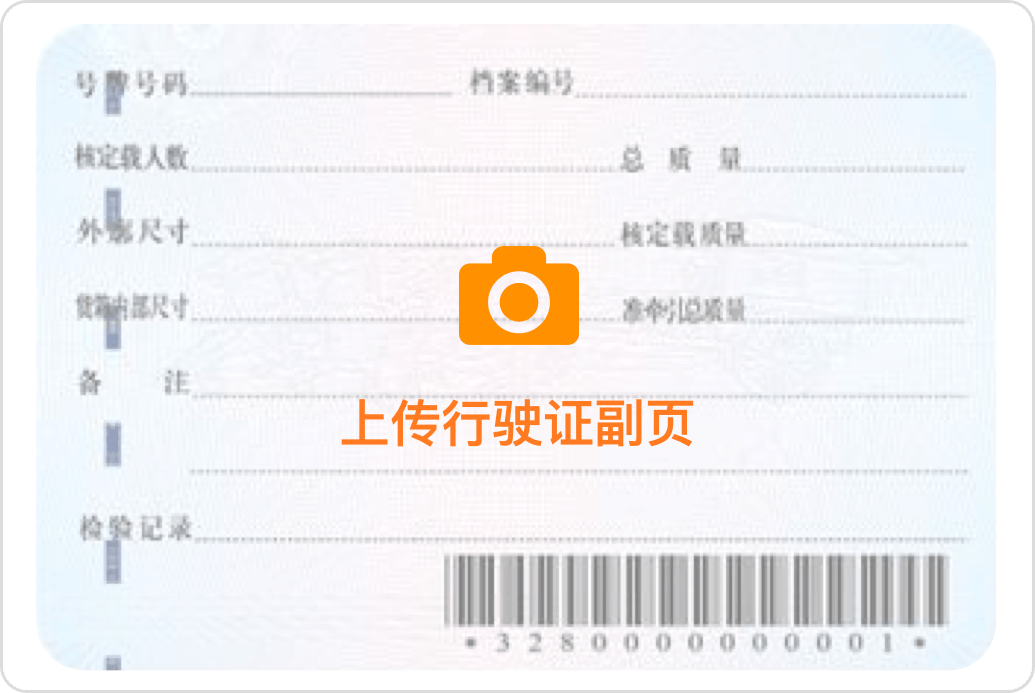 号牌号码 档案编号
核定载人数 总质量
外廓尺寸 核定载质量
货箱内部尺寸 准牵引总质量
备注
上传行驶证副页
检验记录
*3280000000001*